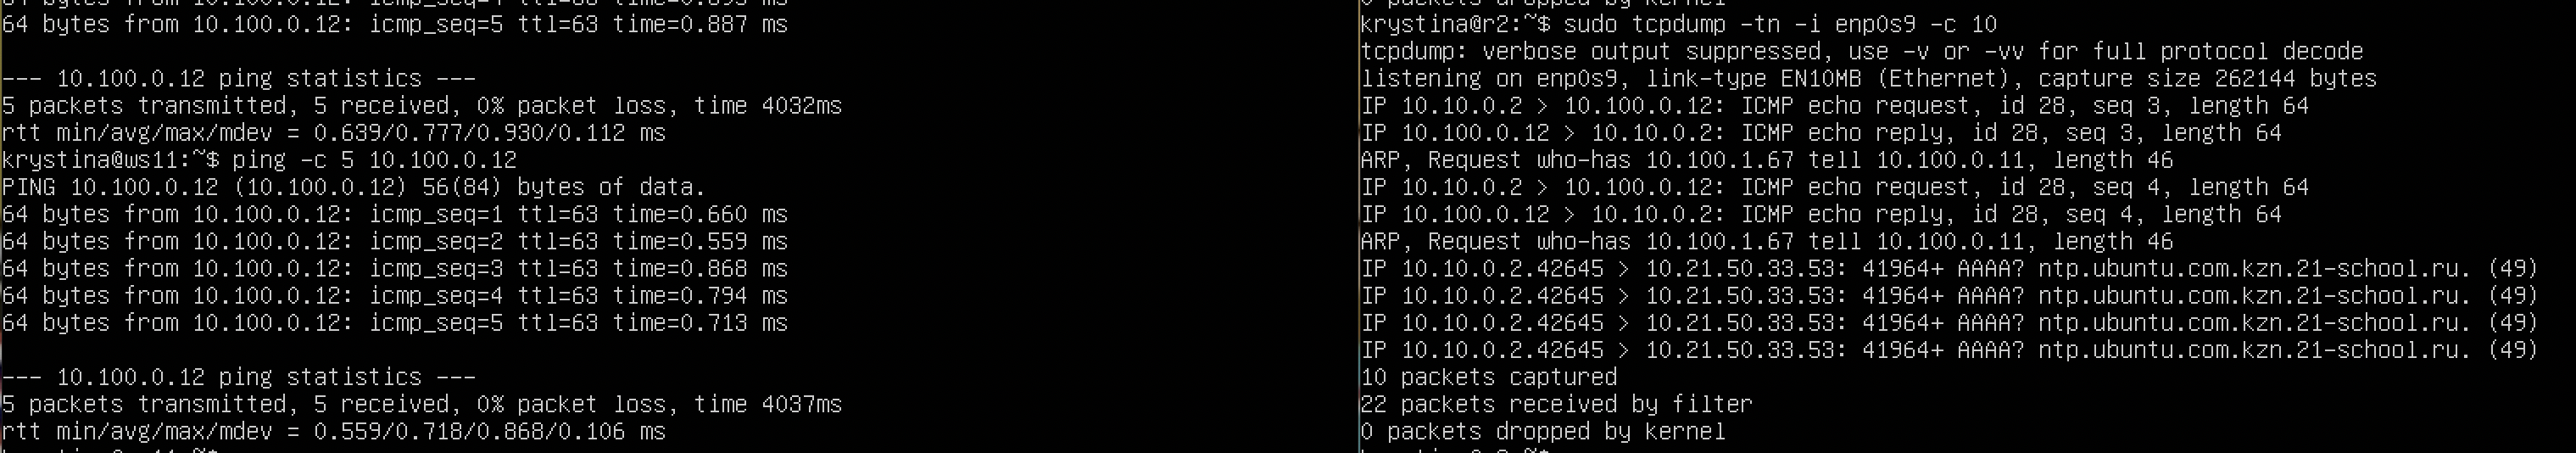 64 bytes from 10.100.0.12: icmp_seq=5 ttl=63 time=0.887 ms
--- 10.100.0.12 ping statistics ---
5 packets transmitted, 5 received, 0% packet loss, time 4032ms
rtt min/avg/max/mdev = 0.639/0.777/0.930/0.112 ms
krystina@ws11:~$ ping -c 5 10.100.0.12
PING 10.100.0.12 (10.100.0.12) 56(84) bytes of data.
64 bytes from 10.100.0.12: icmp_seq=1 ttl=63 time=0.660 ms
64 bytes from 10.100.0.12: icmp_seq=2 ttl=63 time=0.559 ms
64 bytes from 10.100.0.12: icmp_seq=3 ttl=63 time=0.868 ms
64 bytes from 10.100.0.12: icmp_seq=4 ttl=63 time=0.794 ms
64 bytes from 10.100.0.12: icmp_seq=5 ttl=63 time=0.713 ms
--- 10.100.0.12 ping statistics ---
5 packets transmitted, 5 received, 0% packet loss, time 4037ms
rtt min/avg/max/mdev = 0.559/0.718/0.868/0.106 ms
0 packets dropped by kernel
krystina@r2:~$ sudo tcpdump -tn -i enp0s9 -c 10
tcpdump: verbose output suppressed, use -v or -vv for full protocol decode
listening on enp0s9, link-type EN10MB (Ethernet), capture size 262144 bytes
IP 10.10.0.2 > 10.100.0.12: ICMP echo request, id 28, seq 3, length 64
IP 10.100.0.12 > 10.10.0.2: ICMP echo reply, id 28, seq 3, length 64
ARP, Request who-has 10.100.1.67 tell 10.100.0.11, length 46
IP 10.10.0.2 > 10.100.0.12: ICMP echo request, id 28, seq 4, length 64
IP 10.100.0.12 > 10.10.0.2: ICMP echo reply, id 28, seq 4, length 64
ARP, Request who-has 10.100.1.67 tell 10.100.0.11, length 46
IP 10.10.0.2.42645 > 10.21.50.33.53: 41964+ AAAA? ntp.ubuntu.com.kzn.21-school.ru. (49)
IP 10.10.0.2.42645 > 10.21.50.33.53: 41964+ AAAA? ntp.ubuntu.com.kzn.21-school.ru. (49)
IP 10.10.0.2.42645 > 10.21.50.33.53: 41964+ AAAA? ntp.ubuntu.com.kzn.21-school.ru. (49)
IP 10.10.0.2.42645 > 10.21.50.33.53: 41964+ AAAA? ntp.ubuntu.com.kzn.21-school.ru. (49)
10 packets captured
22 packets received by filter
0 packets dropped by kernel